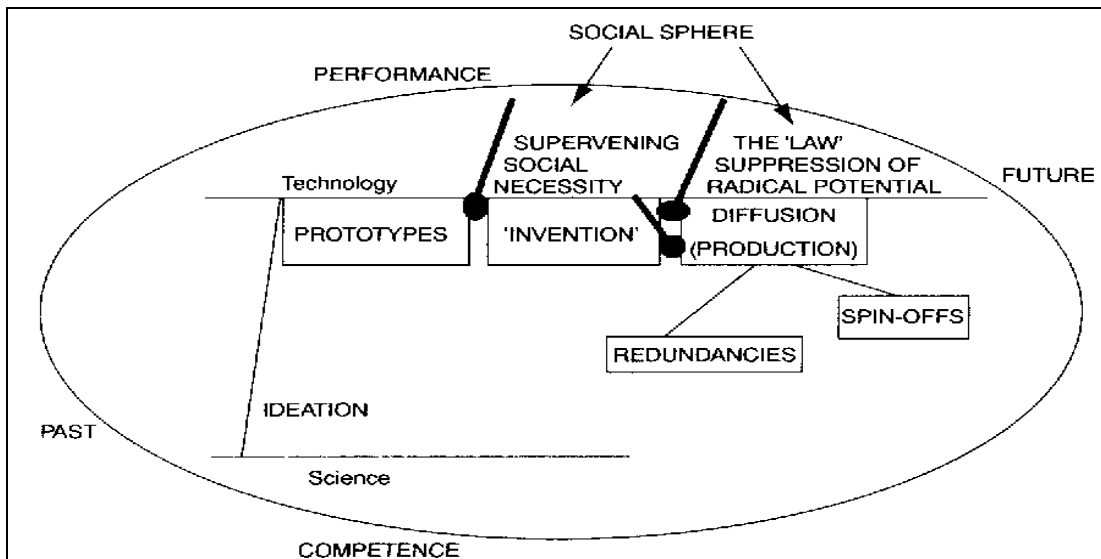 SOCIAL SPHERE
PERFORMANCE
SUPERVENING
SOCIAL
NECESSITY
THE 'LAW'
SUPPRESSION OF
RADICAL POTENTIAL
FUTURE
Technology
PROTOTYPES
'INVENTION'
DIFFUSION
(PRODUCTION)
SPIN-OFFS
REDUNDANCIES
IDEATION
PAST
Science
COMPETENCE